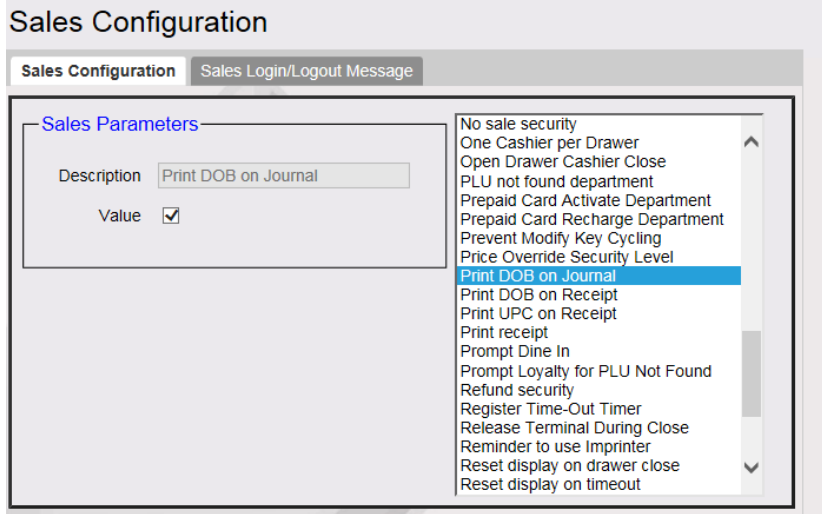 Sales Configuration
Sales Configuration
Sales Login/Logout Message
Sales Parameters
Description
Print DOB on Journal
Value
No sale security
One Cashier per Drawer
Open Drawer Cashier Close
PLU not found department
Prepaid Card Activate Department
Prepaid Card Recharge Department
Prevent Modify Key Cycling
Price Override Security Level
Print DOB on Journal
Print DOB on Receipt
Print UPC on Receipt
Print receipt
Prompt Dine In
Prompt Loyalty for PLU Not Found
Refund security
Register Time-Out Timer
Release Terminal During Close
Reminder to use Imprinter
Reset display on drawer close
Reset display on timeout